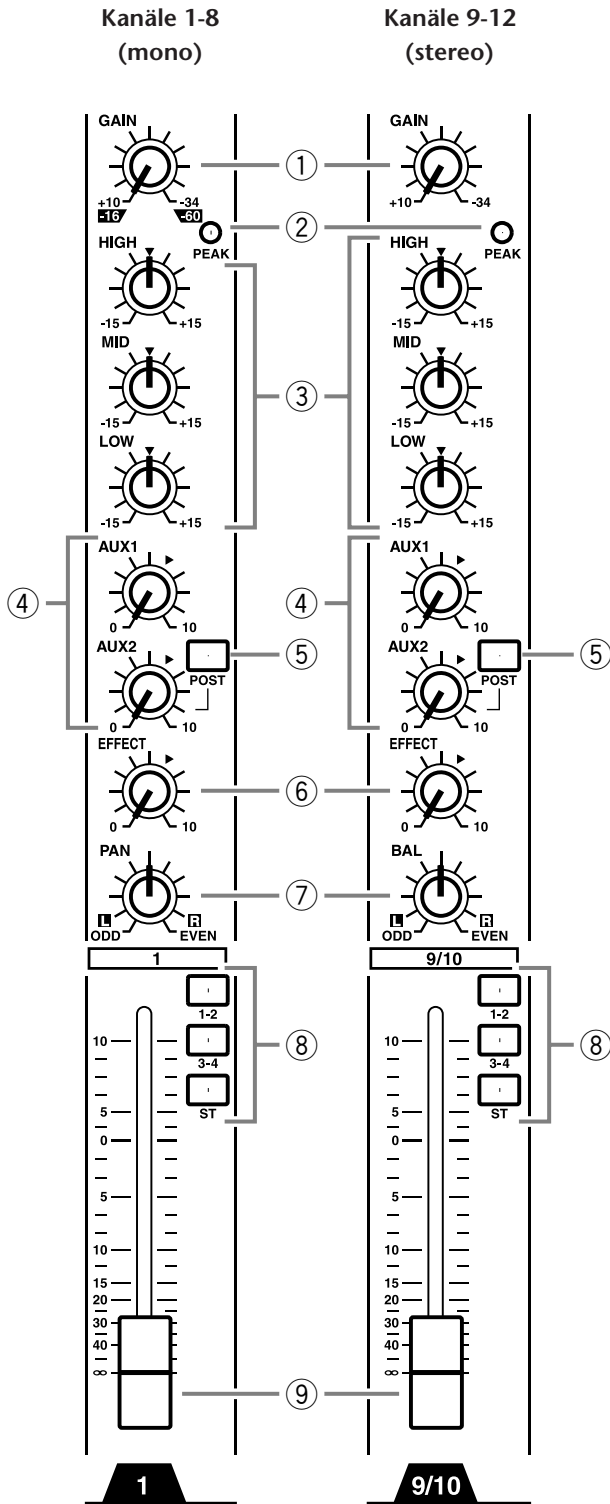 Kanäle 1-8 Kanäle 9-12
(mono) (stereo)
GAIN GAIN
① 
+10 -34 +10 -34
-16 -60
②
PEAK PEAK
HIGH HIGH
-15 +15 -15 +15
MID MID
③
-15 +15 -15 +15
LOW LOW
-15 +15 -15 +15
AUX1 AUX1
④ ④
0 10 0 10
AUX2 AUX2
⑤ ⑤
POST POST
0 10 0 10
EFFECT EFFECT
⑥
0 10 0 10
PAN BAL
⑦
L R L R
ODD EVEN ODD EVEN
1 9/10
1-2 1-2
10 10
⑧ ⑧
3-4 3-4
5 5
ST ST
0 0
5 5
10 10
15 15
20 20
30 30
40 40
∞ ∞
⑨
1 9/10